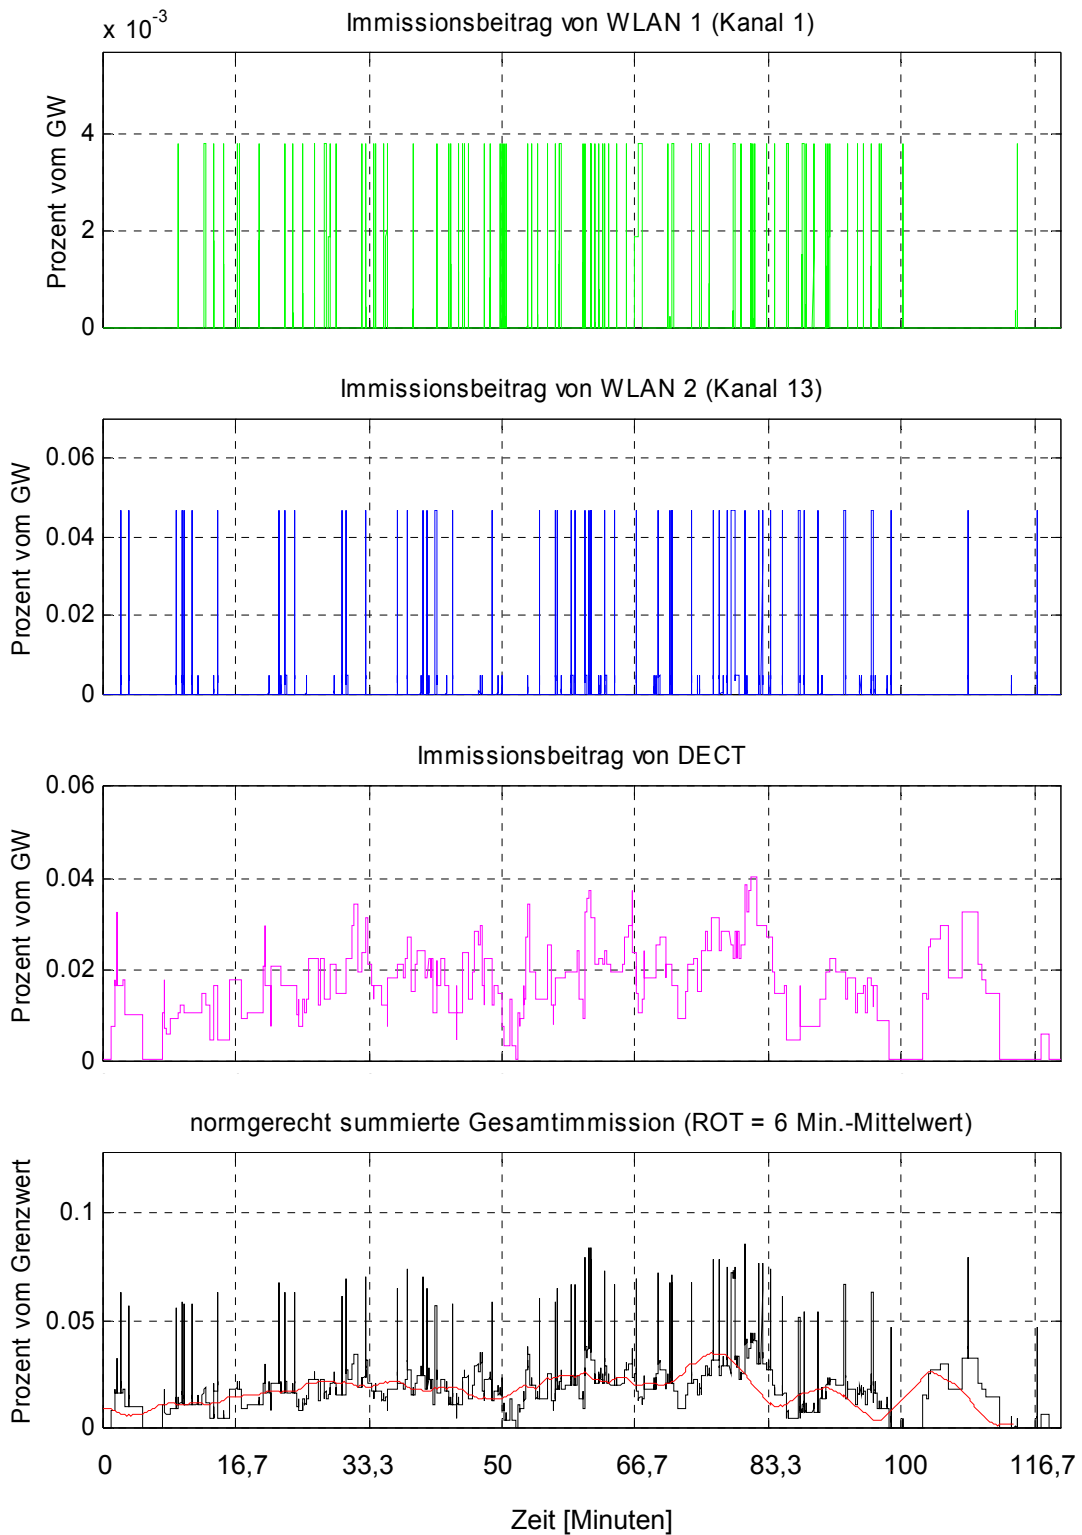 x 10-3
Immissionsbeitrag von WLAN 1 (Kanal 1)
Prozent vom GW
4
2
0
Immissionsbeitrag von WLAN 2 (Kanal 13)
Prozent vom GW
0.06
0.04
0.02
0
Immissionsbeitrag von DECT
Prozent vom GW
0.06
0.04
0.02
0
normgerecht summierte Gesamtimmission (ROT = 6 Min.-Mittelwert)
Prozent vom Grenzwert
0.1
0.05
0
0 16,7 33,3 50 66,7 83,3 100 116,7
Zeit [Minuten]